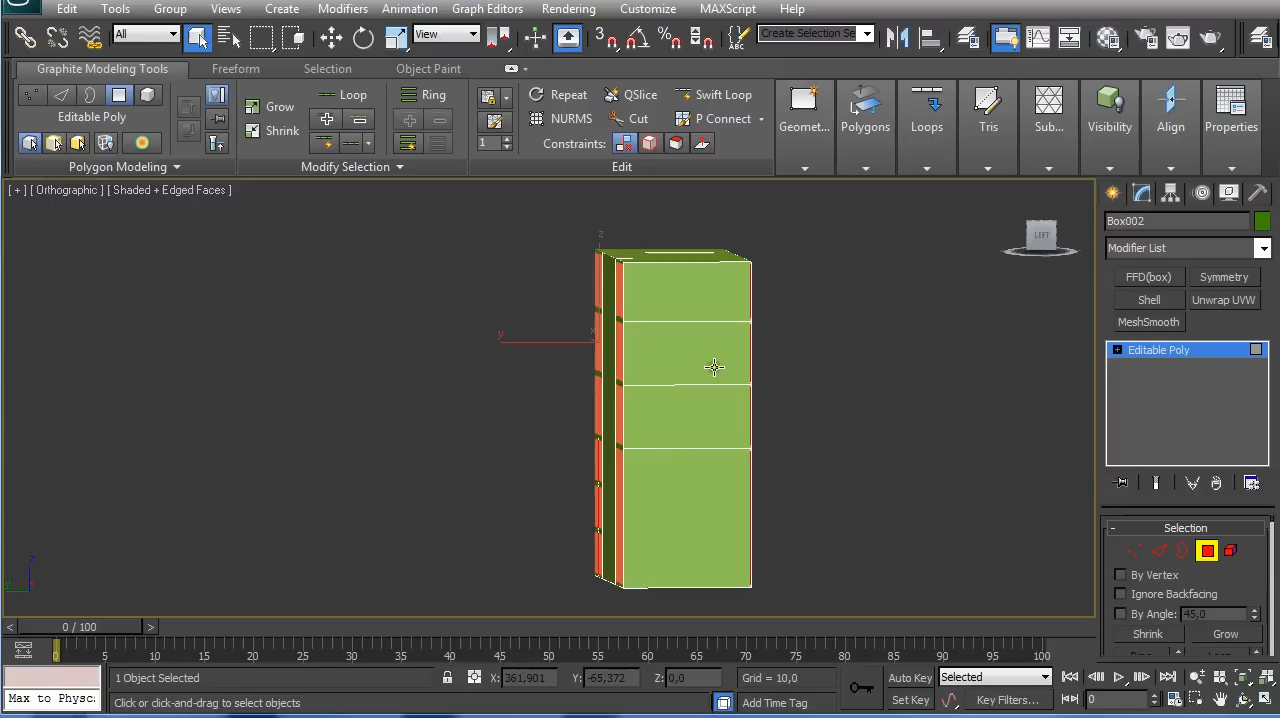 Edit Tools Group Views Create Modifiers Animation Graph Editors Rendering Customize MAXScript Help
All View 3 Create Selection Se
Graphite Modeling Tools Freeform Selection Object Paint
Loop Ring Repeat QSlice Swift Loop
Grow NURMS Cut P Connect
Editable Poly Shrink 1 Constraints: Geomet... Polygons Loops Tris Sub... Visibility Align Properties
Polygon Modeling Modify Selection Edit
[ + ] [ Orthographic ] [ Shaded + Edged Faces ]
Box002
LEFT
Modifier List
z
FFD(box) Symmetry
Shell Unwrap UVW
MeshSmooth
y x
Editable Poly
Selection
z
y
By Vertex
Ignore Backfacing
By Angle: 45,0
Shrink Grow
< 0 / 100 >
0 5 10 15 20 25 30 35 40 45 50 55 60 65 70 75 80 85 90 95 100
1 Object Selected X: 361,901 Y: -65,372 Z: 0,0 Grid = 10,0 Auto Key Selected
Max to Physc: Click or click-and-drag to select objects Add Time Tag Set Key Key Filters... 0